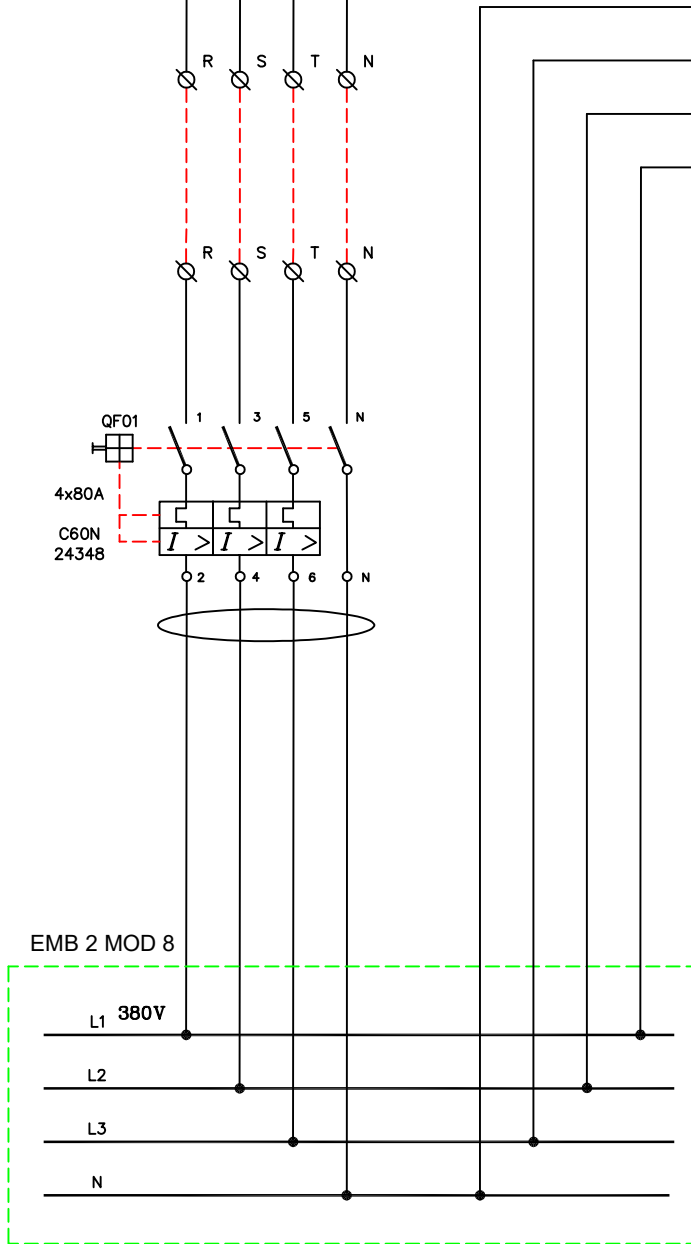 R S T N
R S T N
QF01
1 3 5 N
4x80A
C60N
24348
I > I > I >
2 4 6 N
EMB 2 MOD 8
L1 380V
L2
L3
N